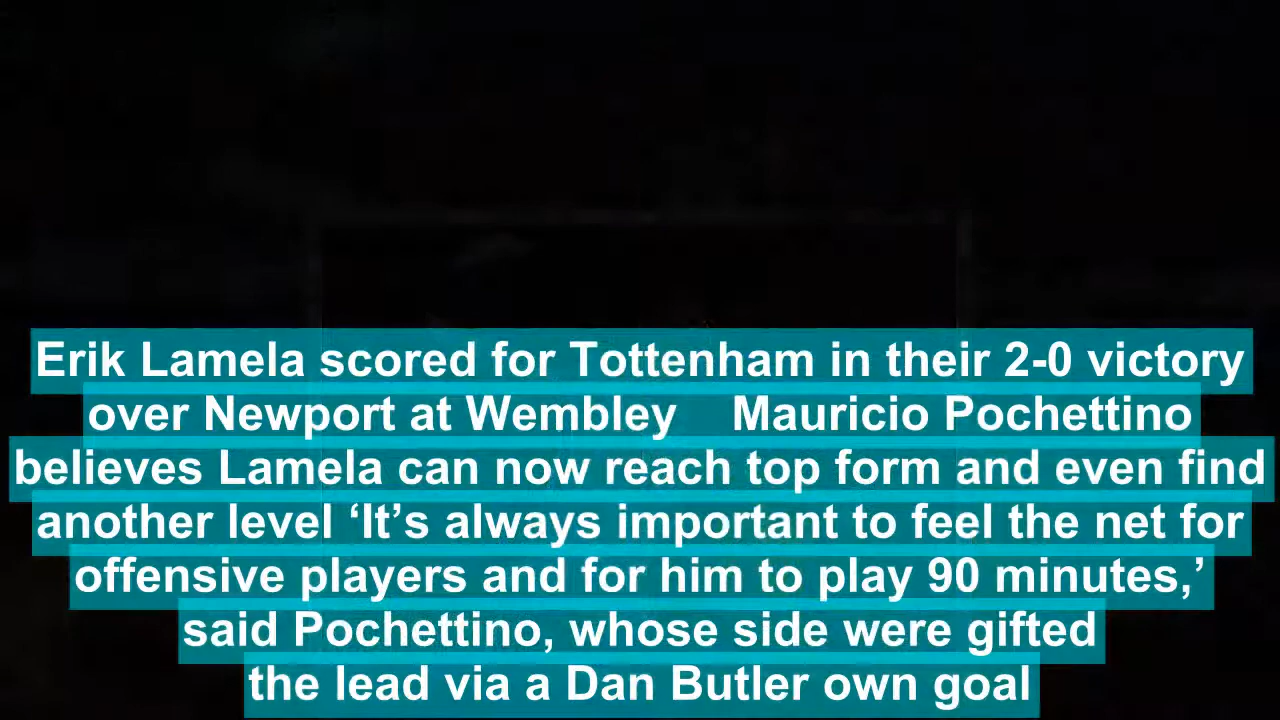 Erik Lamela scored for Tottenham in their 2-0 victory
over Newport at Wembley    Mauricio Pochettino
believes Lamela can now reach top form and even find
another level ‘It’s always important to feel the net for
offensive players and for him to play 90 minutes,’
said Pochettino, whose side were gifted
the lead via a Dan Butler own goal